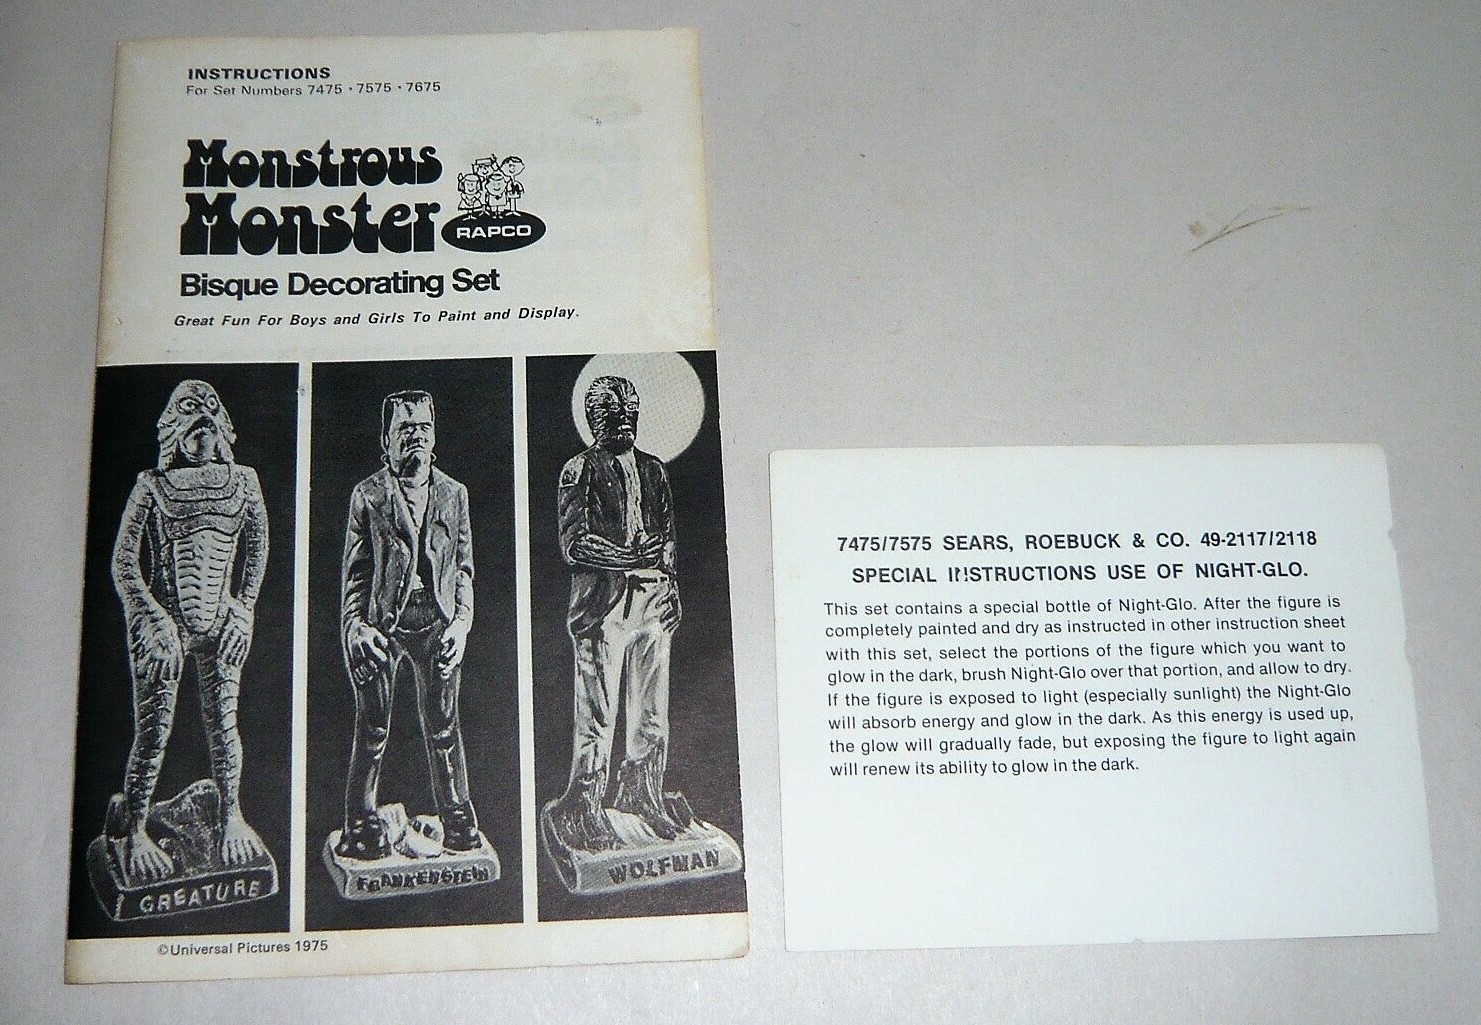 INSTRUCTIONS
For Set Numbers 7475 • 7575 • 7675
Monstrous
Monster
RAPCO
Bisque Decorating Set
Great Fun For Boys and Girls To Paint and Display.
CREATURE
FRANKENSTEIN
WOLFMAN
©Universal Pictures 1975
7475/7575 SEARS, ROEBUCK & CO. 49-2117/2118
SPECIAL INSTRUCTIONS USE OF NIGHT-GLO.
This set contains a special bottle of Night-Glo. After the figure is
completely painted and dry as instructed in other instruction sheet
with this set, select the portions of the figure which you want to
glow in the dark, brush Night-Glo over that portion, and allow to dry.
If the figure is exposed to light (especially sunlight) the Night-Glo
will absorb energy and glow in the dark. As this energy is used up,
the glow will gradually fade, but exposing the figure to light again
will renew its ability to glow in the dark.